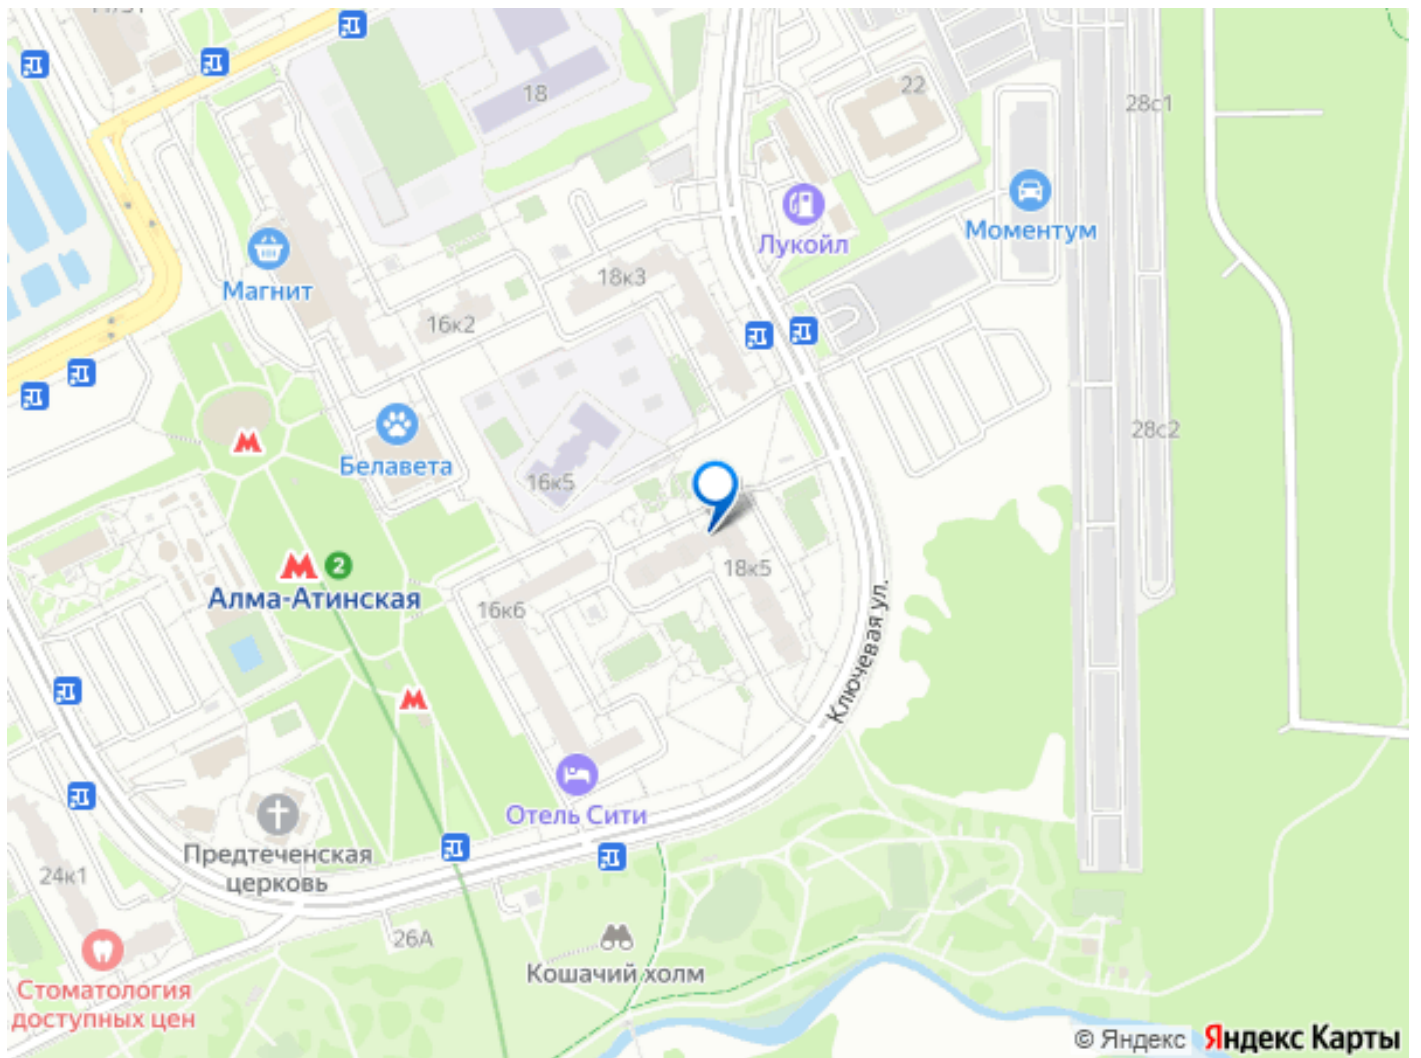 18
22
28с1
Моментум
Лукойл
18к3
Магнит
16к2
28с2
Белавета
16к5
М
М 2
Алма-Атинская
18к5
16к6
Ключевая ул.
М
Отель Сити
Предтеченская
церковь
24к1
26А
Кошачий холм
Стоматология
доступных цен
© Яндекс Яндекс Карты